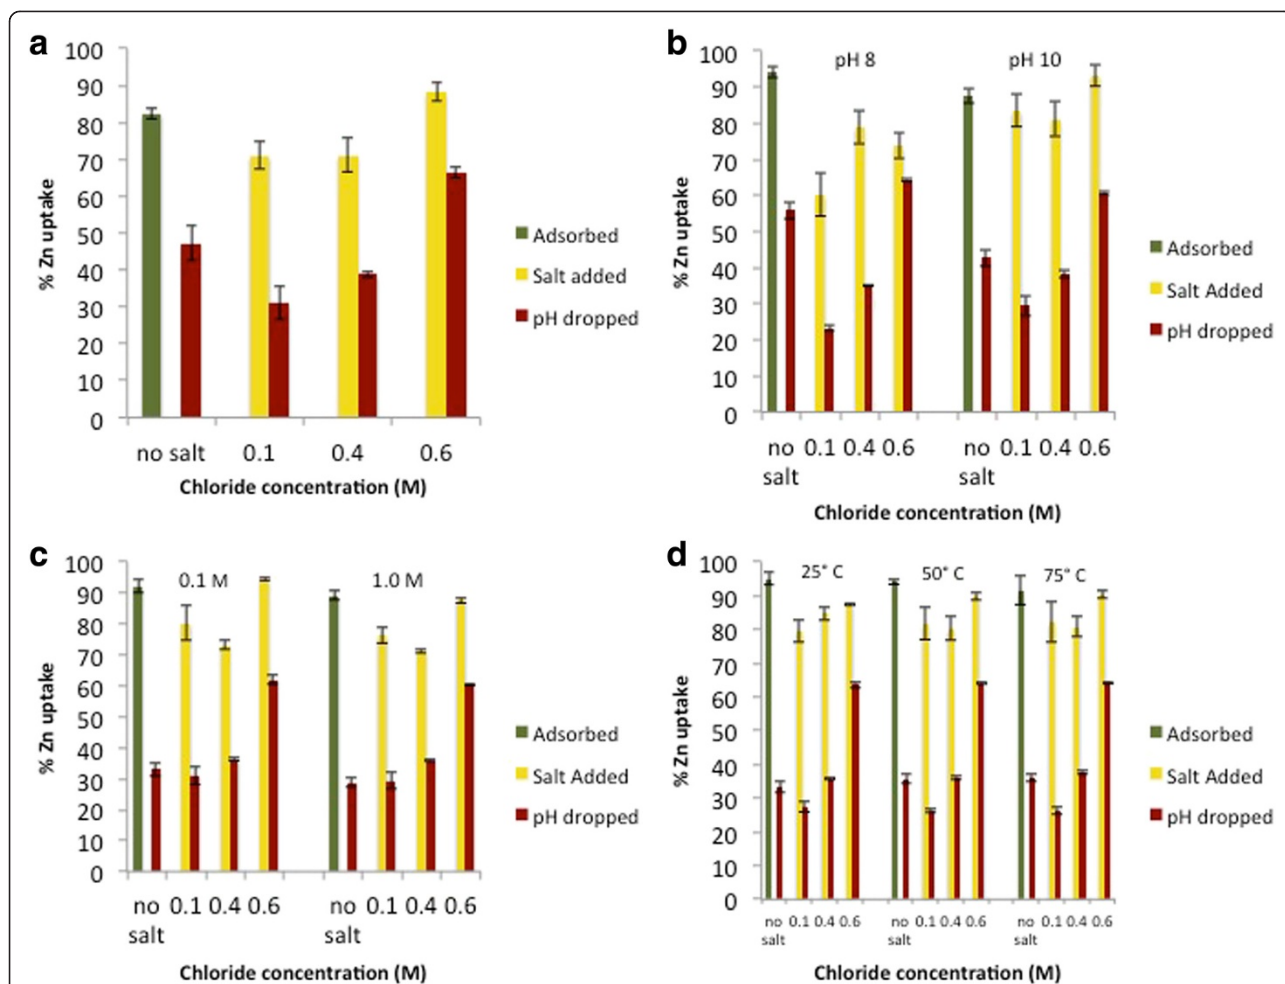 a
100
90
80
70
60
50
40
30
20
10
0
% Zn uptake
no salt 0.1 0.4 0.6
Chloride concentration (M)
Adsorbed
Salt added
pH dropped
b
pH 8 pH 10
100
90
80
70
60
50
40
30
20
10
0
% Zn uptake
no 0.1 0.4 0.6 no 0.1 0.4 0.6
salt salt
Chloride concentration (M)
Adsorbed
Salt Added
pH dropped
c
0.1 M 1.0 M
100
90
80
70
60
50
40
30
20
10
0
% Zn uptake
no 0.1 0.4 0.6 no 0.1 0.4 0.6
salt salt
Chloride concentration (M)
Adsorbed
Salt Added
pH dropped
d
25° C 50° C 75° C
100
90
80
70
60
50
40
30
20
10
0
% Zn uptake
no 0.1 0.4 0.6 no 0.1 0.4 0.6 no 0.1 0.4 0.6
salt salt salt
Chloride concentration (M)
Adsorbed
Salt Added
pH dropped